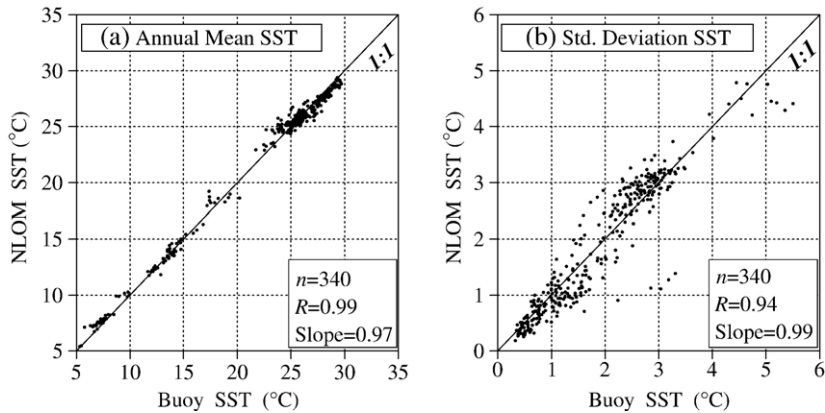 (a) Annual Mean SST
1:1
NLOM SST (°C)
35
30
25
20
15
10
5
n=340
R=0.99
Slope=0.97
5 10 15 20 25 30 35
Buoy SST (°C)
(b) Std. Deviation SST
1:1
NLOM SST (°C)
6
5
4
3
2
1
0
n=340
R=0.94
Slope=0.99
0 1 2 3 4 5 6
Buoy SST (°C)